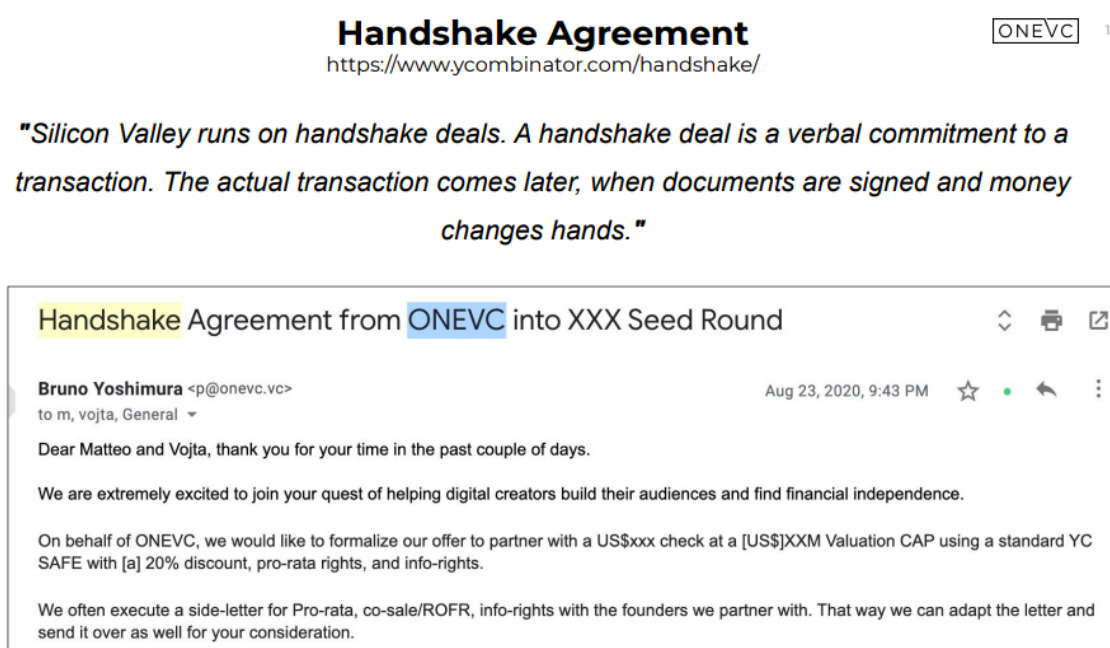 Handshake Agreement
ONEVC
https://www.ycombinator.com/handshake/
"Silicon Valley runs on handshake deals. A handshake deal is a verbal commitment to a
transaction. The actual transaction comes later, when documents are signed and money
changes hands."
Handshake Agreement from ONEVC into XXX Seed Round
Bruno Yoshimura <p@onevc.vc>
Aug 23, 2020, 9:43 PM
to m, vojta, General
Dear Matteo and Vojta, thank you for your time in the past couple of days.
We are extremely excited to join your quest of helping digital creators build their audiences and find financial independence.
On behalf of ONEVC, we would like to formalize our offer to partner with a US$xxx check at a [US$]XXM Valuation CAP using a standard YC
SAFE with [a] 20% discount, pro-rata rights, and info-rights.
We often execute a side-letter for Pro-rata, co-sale/ROFR, info-rights with the founders we partner with. That way we can adapt the letter and
send it over as well for your consideration.